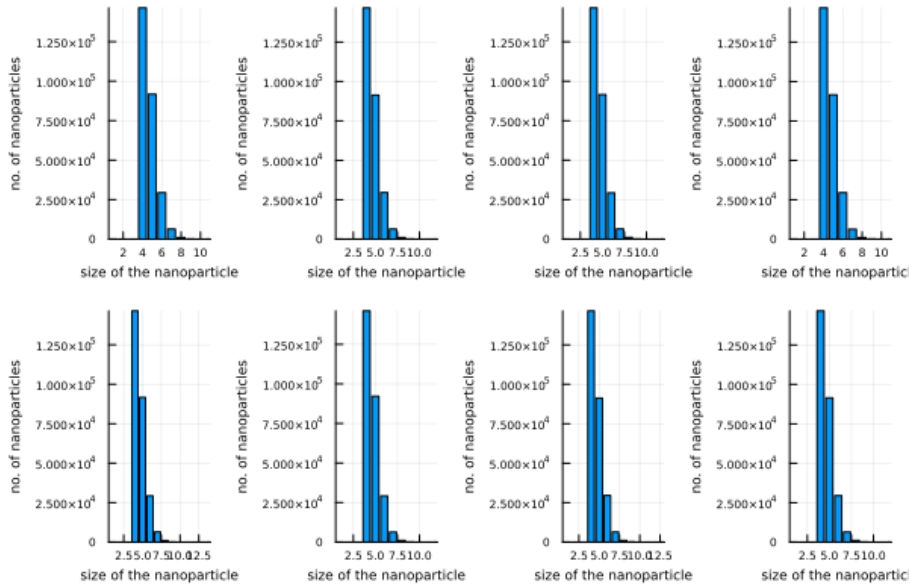 no. of nanoparticles
1.250×10⁵
1.000×10⁵
7.500×10⁴
5.000×10⁴
2.500×10⁴
0
2 4 6 8 10
size of the nanoparticle
no. of nanoparticles
1.250×10⁵
1.000×10⁵
7.500×10⁴
5.000×10⁴
2.500×10⁴
0
2.5 5.0 7.5 10.0
size of the nanoparticle
no. of nanoparticles
1.250×10⁵
1.000×10⁵
7.500×10⁴
5.000×10⁴
2.500×10⁴
0
2.5 5.0 7.5 10.0
size of the nanoparticle
no. of nanoparticles
1.250×10⁵
1.000×10⁵
7.500×10⁴
5.000×10⁴
2.500×10⁴
0
2 4 6 8 10
size of the nanoparticl
no. of nanoparticles
1.250×10⁵
1.000×10⁵
7.500×10⁴
5.000×10⁴
2.500×10⁴
0
2.5 5.0 7.5 10.0 12.5
size of the nanoparticle
no. of nanoparticles
1.250×10⁵
1.000×10⁵
7.500×10⁴
5.000×10⁴
2.500×10⁴
0
2.5 5.0 7.5 10.0
size of the nanoparticle
no. of nanoparticles
1.250×10⁵
1.000×10⁵
7.500×10⁴
5.000×10⁴
2.500×10⁴
0
2.5 5.0 7.5 10.0 12.5
size of the nanoparticle
no. of nanoparticles
1.250×10⁵
1.000×10⁵
7.500×10⁴
5.000×10⁴
2.500×10⁴
0
2.5 5.0 7.5 10.0
size of the nanoparticl